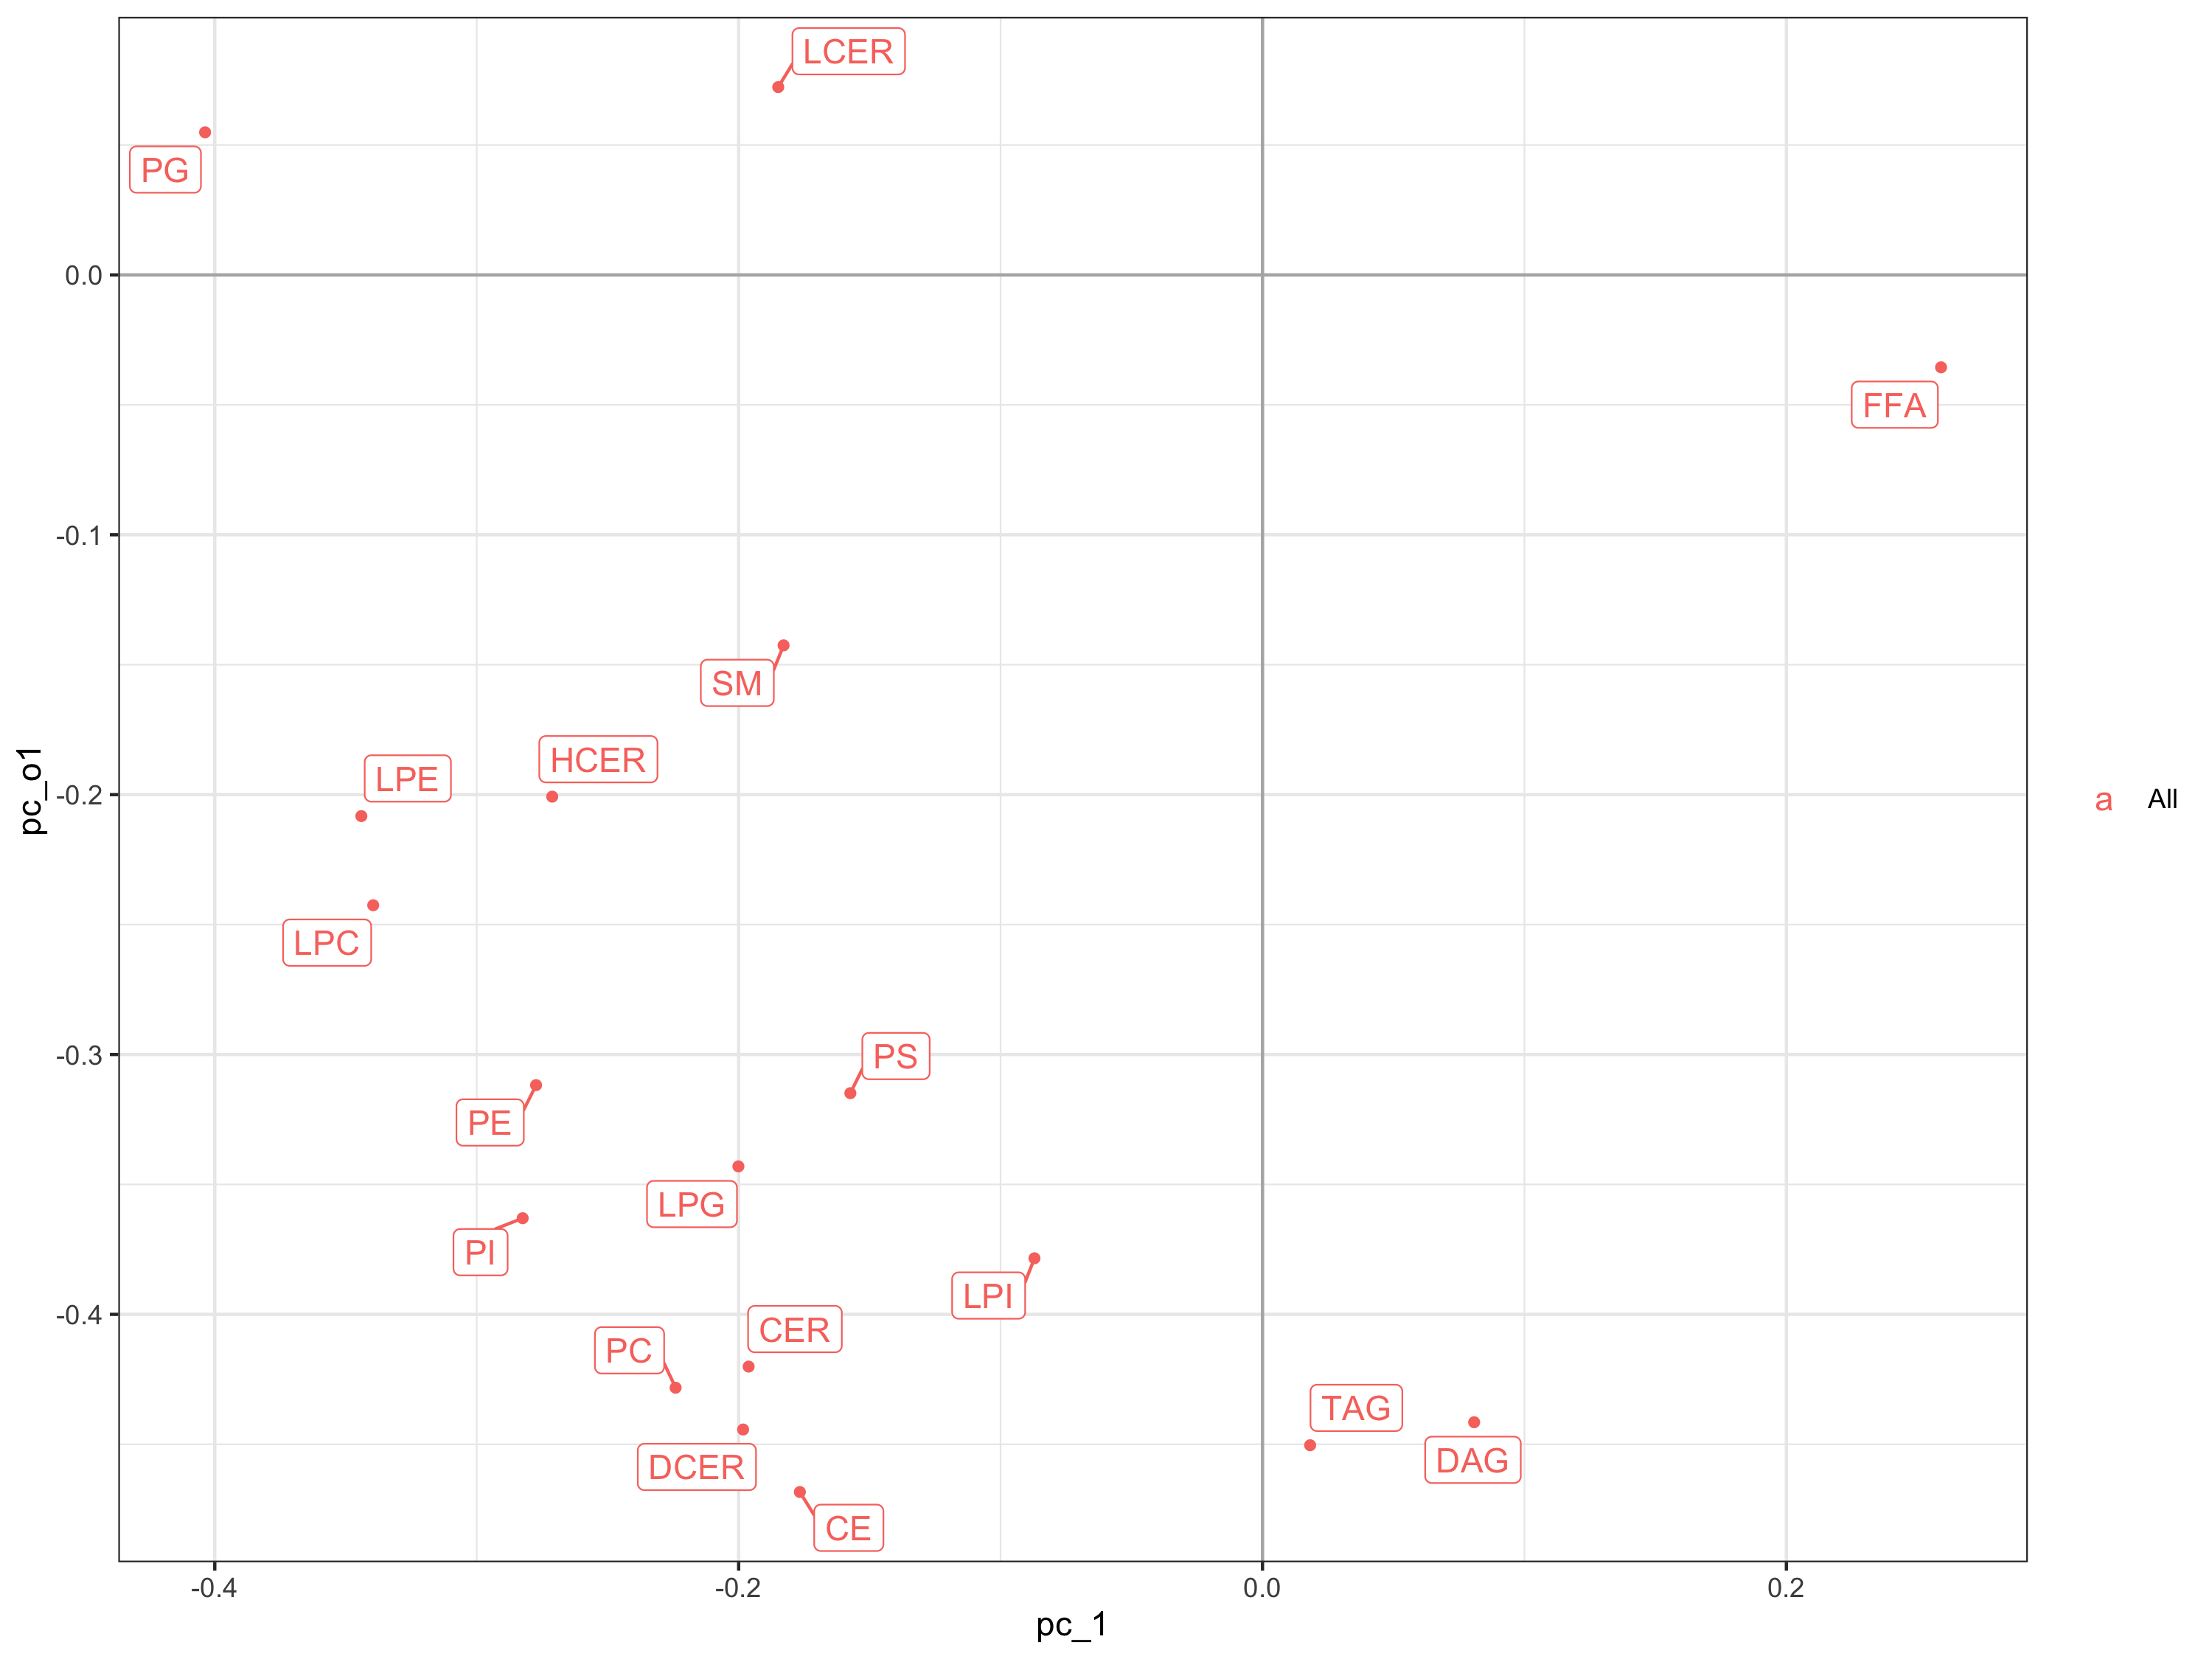 LCER
PG
0.0
FFA
-0.1
SM
HCER
LPE
-0.2
pc_o1
a All
LPC
-0.3
PS
PE
LPG
PI
LPI
-0.4
CER
PC
TAG
DAG
DCER
CE
-0.4 -0.2 0.0 0.2
pc_1